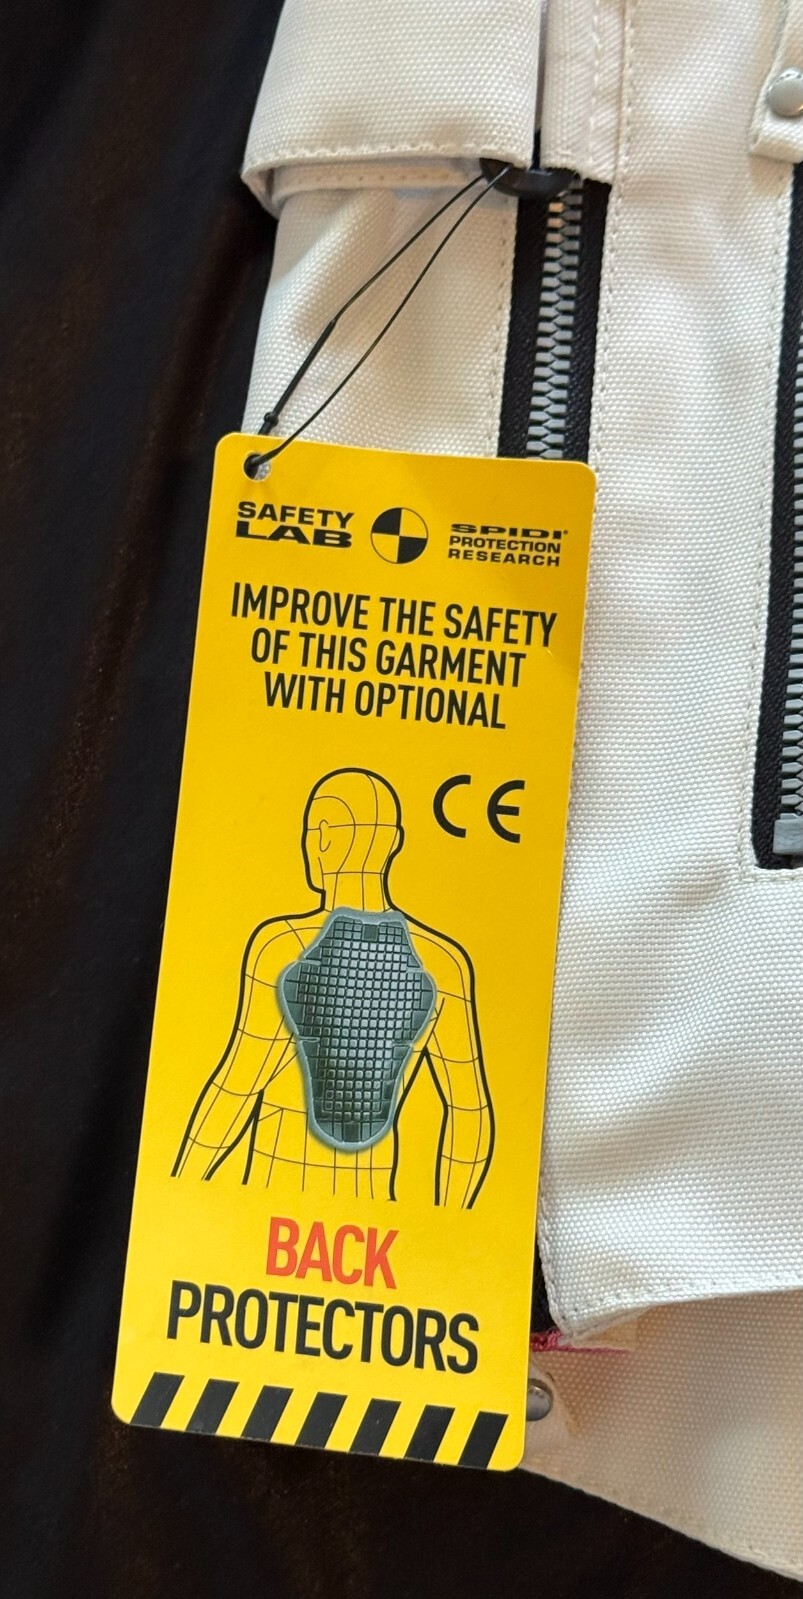 SAFETY
LAB
SPIDI®
PROTECTION
RESEARCH
IMPROVE THE SAFETY
OF THIS GARMENT
WITH OPTIONAL
CE
BACK
PROTECTORS